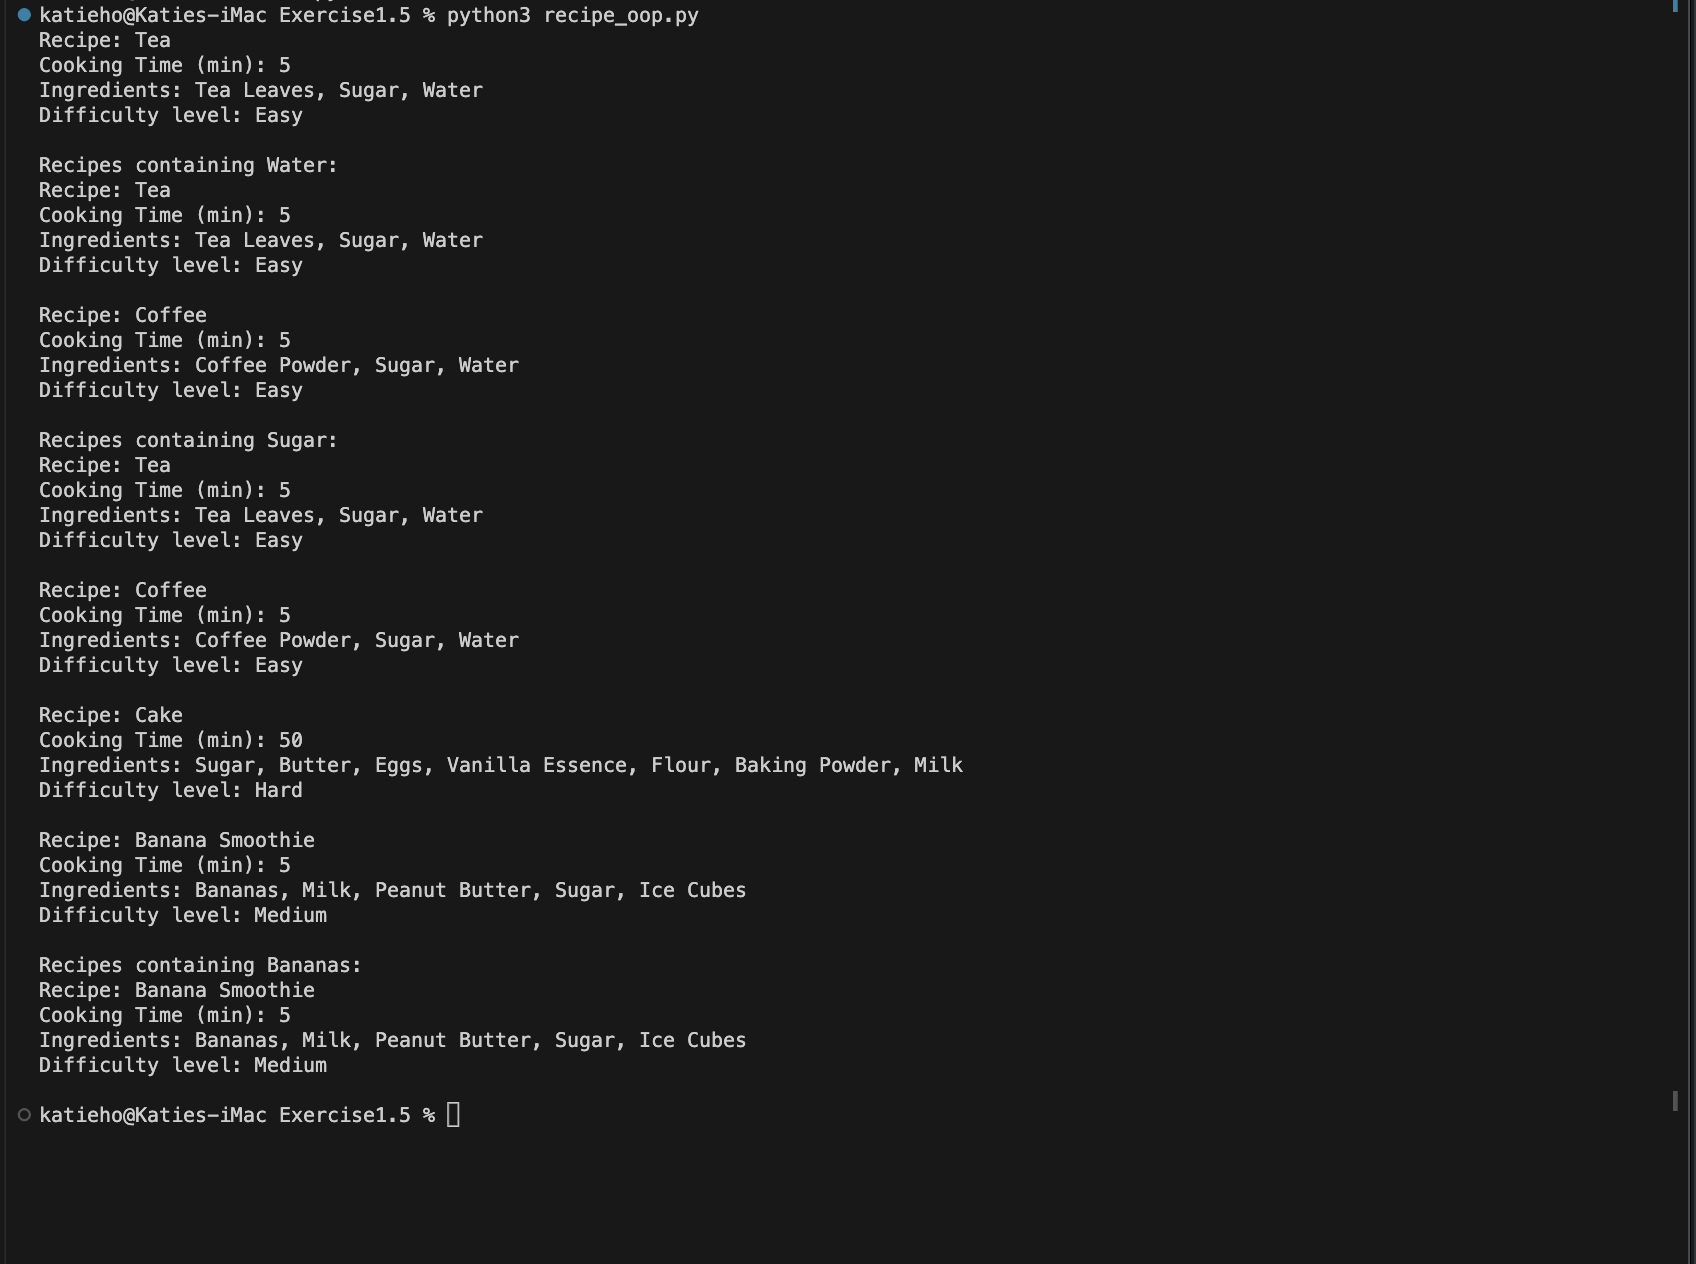 katieho@Katies-iMac Exercise1.5 % python3 recipe_oop.py
Recipe: Tea
Cooking Time (min): 5
Ingredients: Tea Leaves, Sugar, Water
Difficulty level: Easy

Recipes containing Water:
Recipe: Tea
Cooking Time (min): 5
Ingredients: Tea Leaves, Sugar, Water
Difficulty level: Easy

Recipe: Coffee
Cooking Time (min): 5
Ingredients: Coffee Powder, Sugar, Water
Difficulty level: Easy

Recipes containing Sugar:
Recipe: Tea
Cooking Time (min): 5
Ingredients: Tea Leaves, Sugar, Water
Difficulty level: Easy

Recipe: Coffee
Cooking Time (min): 5
Ingredients: Coffee Powder, Sugar, Water
Difficulty level: Easy

Recipe: Cake
Cooking Time (min): 50
Ingredients: Sugar, Butter, Eggs, Vanilla Essence, Flour, Baking Powder, Milk
Difficulty level: Hard

Recipe: Banana Smoothie
Cooking Time (min): 5
Ingredients: Bananas, Milk, Peanut Butter, Sugar, Ice Cubes
Difficulty level: Medium

Recipes containing Bananas:
Recipe: Banana Smoothie
Cooking Time (min): 5
Ingredients: Bananas, Milk, Peanut Butter, Sugar, Ice Cubes
Difficulty level: Medium

katieho@Katies-iMac Exercise1.5 %